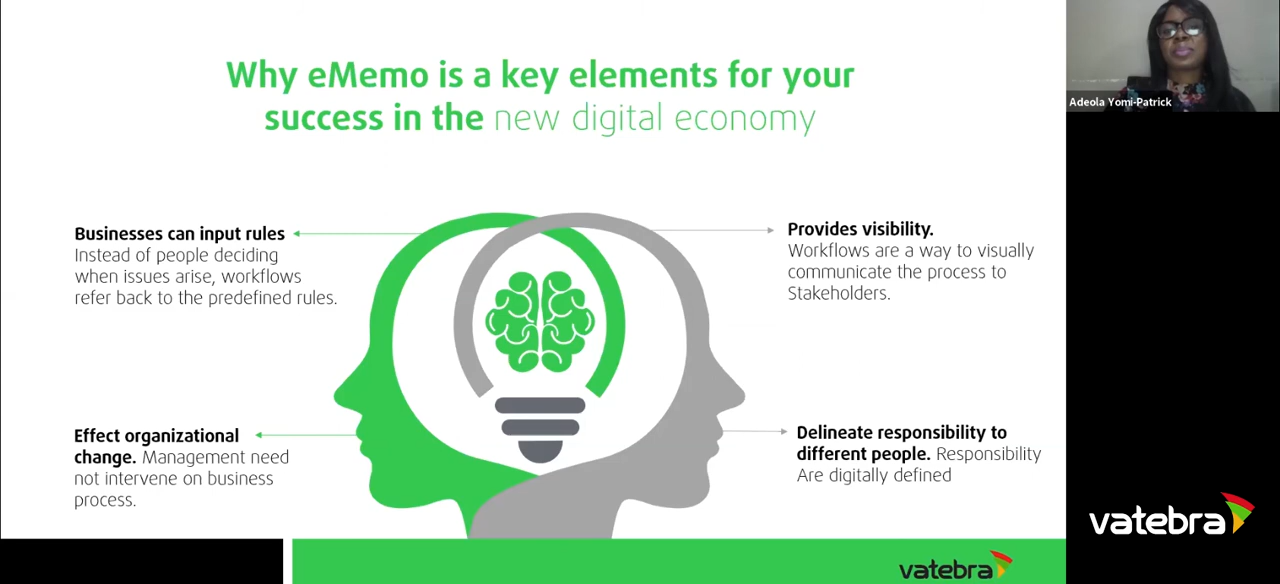 Why eMemo is a key elements for your
success in the new digital economy
Businesses can input rules
Instead of people deciding
when issues arise, workflows
refer back to the predefined rules.
Provides visibility.
Workflows are a way to visually
communicate the process to
Stakeholders.
Effect organizational
change. Management need
not intervene on business
process.
Delineate responsibility to
different people. Responsibility
Are digitally defined
vatebra
Adeola Yomi-Patrick
vatebra